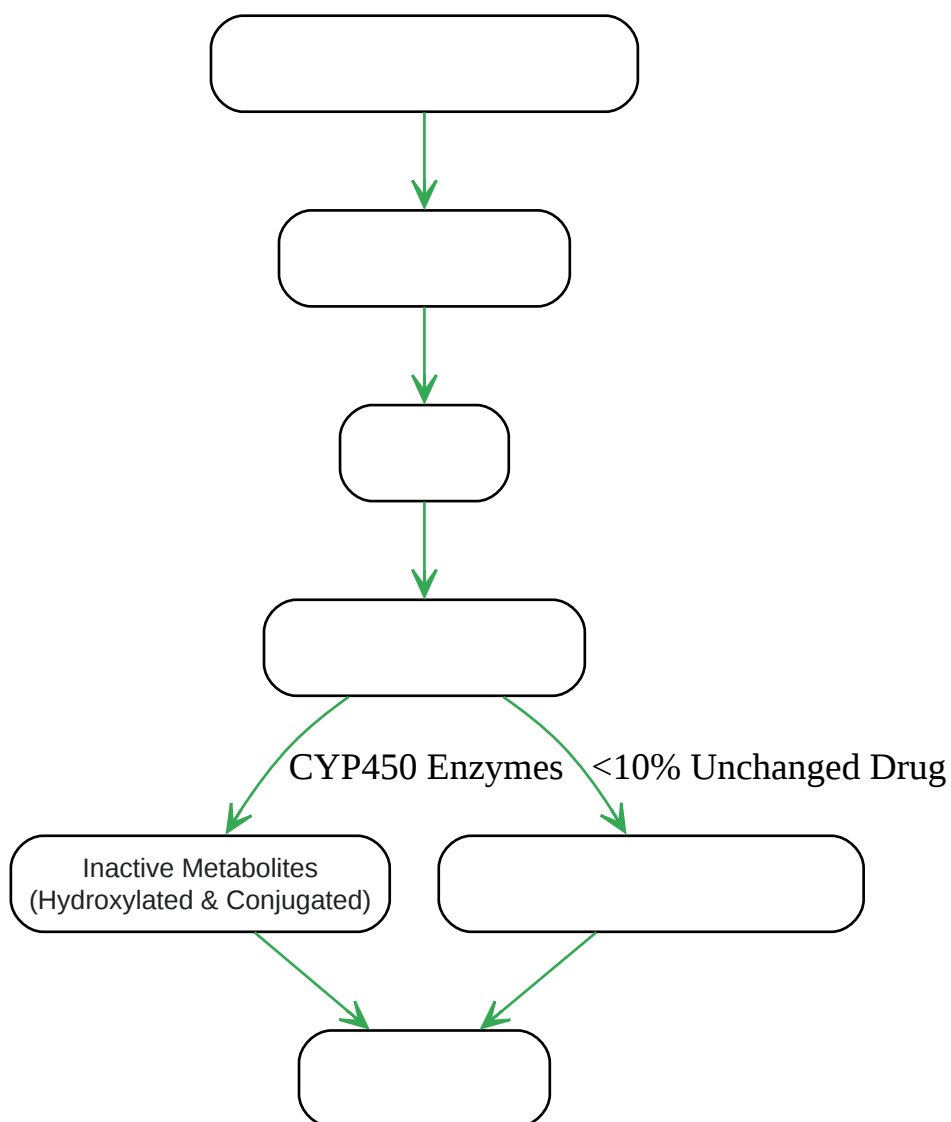 CYP450 Enzymes
<10% Unchanged Drug
Inactive Metabolites
(Hydroxylated & Conjugated)